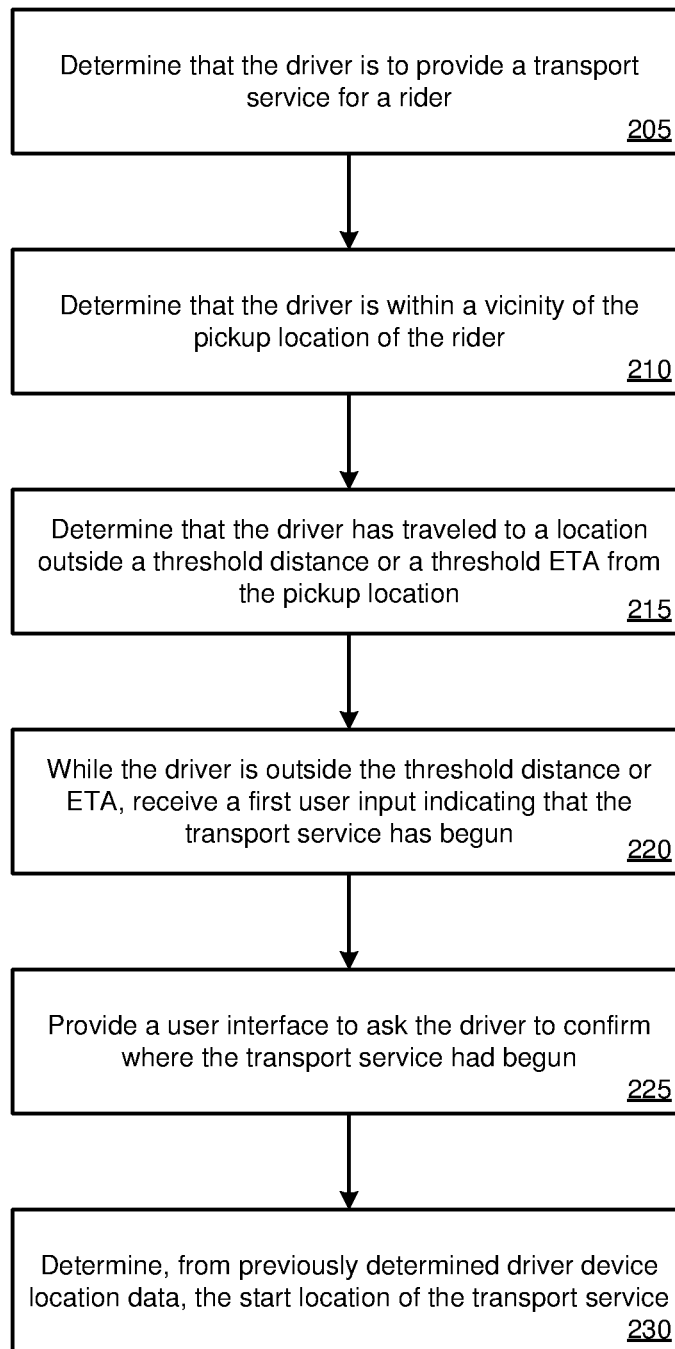 Determine that the driver is to provide a transport
service for a rider
205
Determine that the driver is within a vicinity of the
pickup location of the rider
210
Determine that the driver has traveled to a location
outside a threshold distance or a threshold ETA from
the pickup location
215
While the driver is outside the threshold distance or
ETA, receive a first user input indicating that the
transport service has begun
220
Provide a user interface to ask the driver to confirm
where the transport service had begun
225
Determine, from previously determined driver device
location data, the start location of the transport service
230